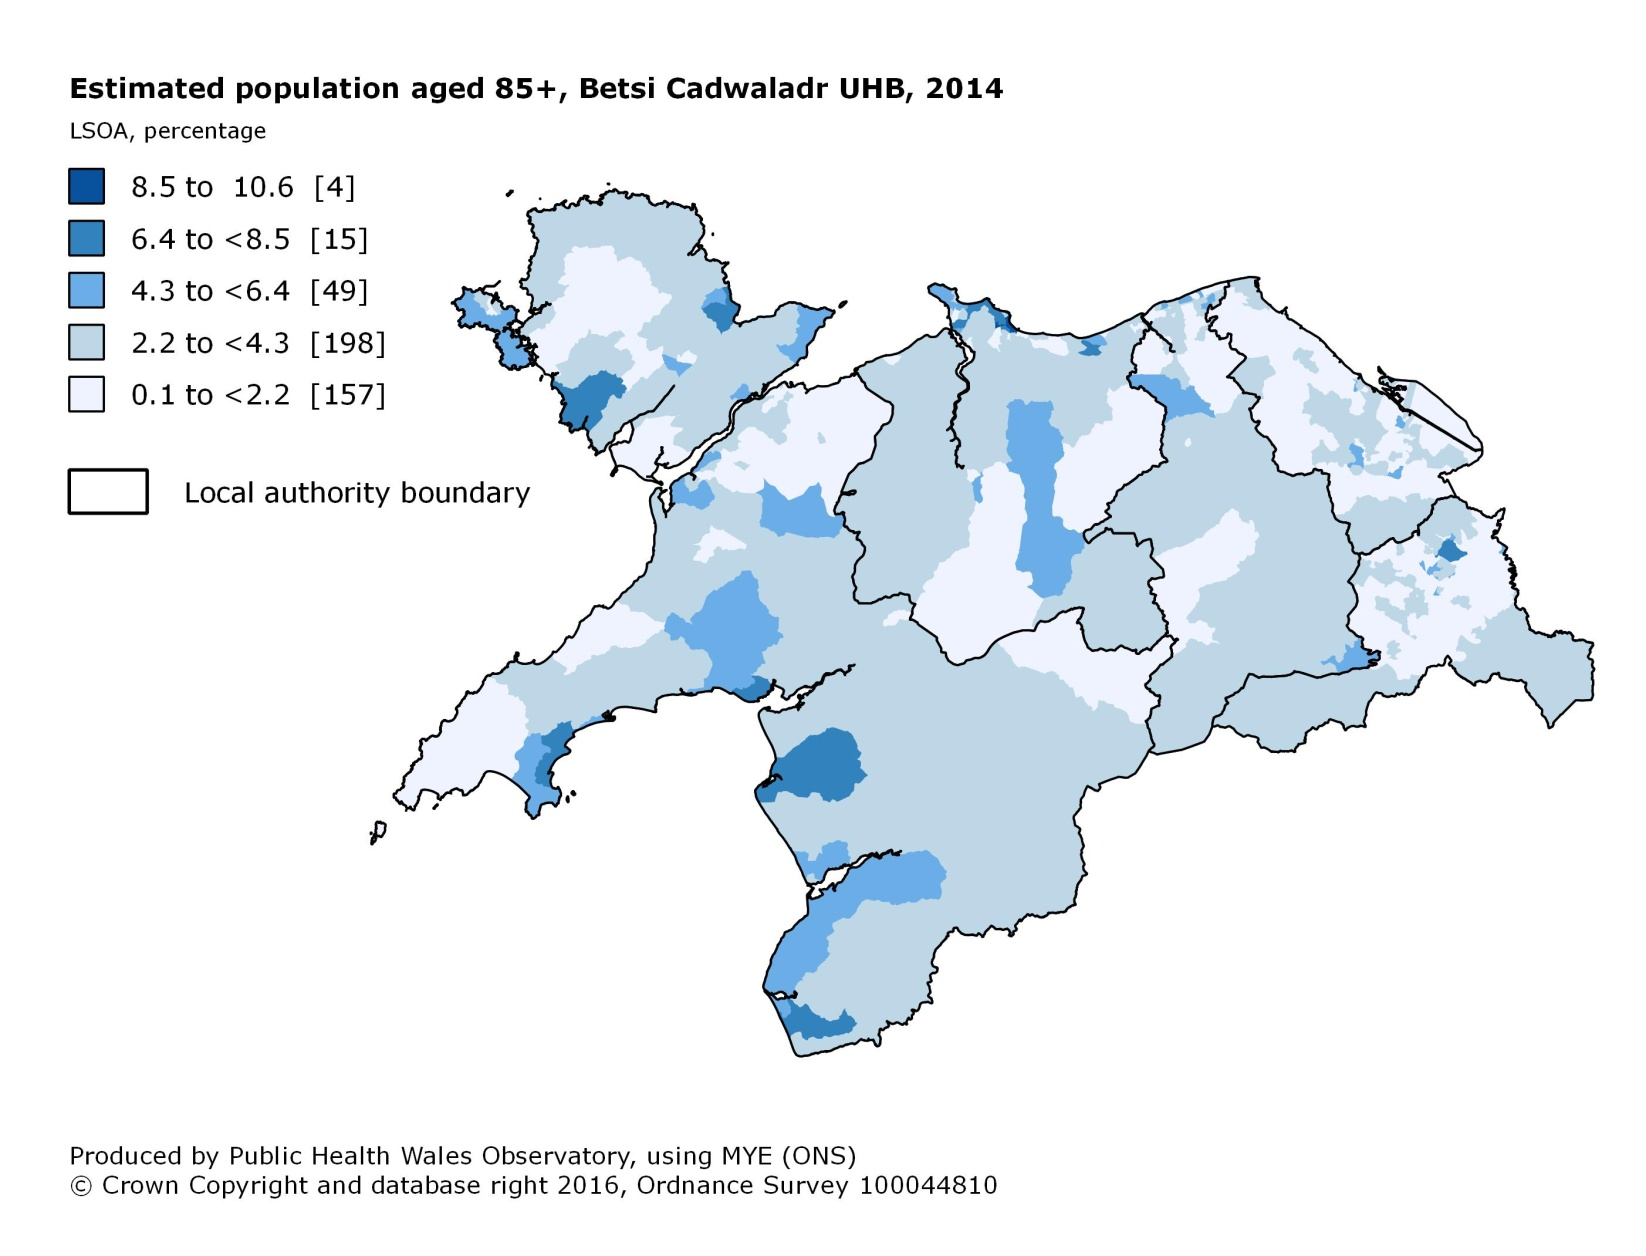 Estimated population aged 85+, Betsi Cadwaladr UHB, 2014
LSOA, percentage
8.5 to 10.6 [4]
6.4 to <8.5 [15]
4.3 to <6.4 [49]
2.2 to <4.3 [198]
0.1 to <2.2 [157]
Local authority boundary
Produced by Public Health Wales Observatory, using MYE (ONS)
© Crown Copyright and database right 2016, Ordnance Survey 100044810